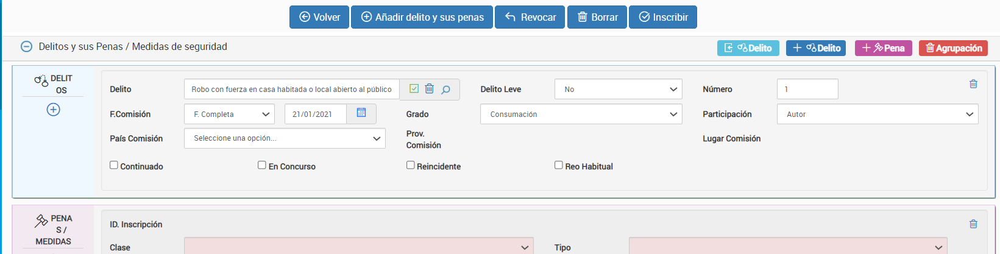 Volver Añadir delito y sus penas Revocar Borrar Inscribir
Delitos y sus Penas / Medidas de seguridad Delito Delito Pena Agrupación
DELIT
OS
Delito Robo con fuerza en casa habitada o local abierto al público Delito Leve No Número 1
F.Comisión F. Completa 21/01/2021 Grado Consumación Participación Autor
País Comisión Seleccione una opción... Prov.
Comisión Lugar Comisión
Continuado En Concurso Reincidente Reo Habitual
PENA
S /
MEDIDAS
ID. Inscripción
Clase Tipo